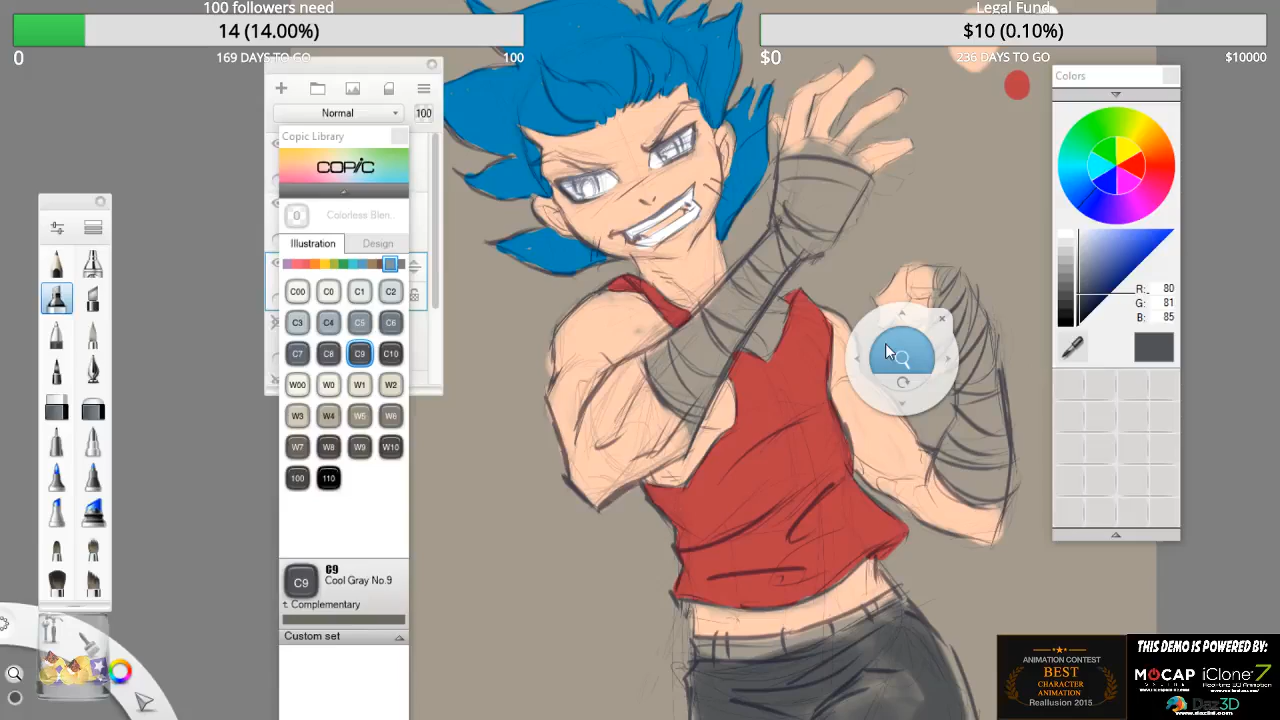 100 followers need
14 (14.00%)
0
169 DAYS TO GO
100
Legal Fund
$10 (0.10%)
$0
236 DAYS TO GO
$10000
Normal
100
Copic Library
COPIC
0
Colorless Blen..
Illustration
Design
C00 C0 C1 C2
C3 C4 C5 C6
C7 C8 C9 C10
W00 W0 W1 W2
W3 W4 W5 W6
W7 W8 W9 W10
100 110
C9
C9
Cool Gray No.9
t. Complementary
Custom set
Colors
R: 80
G: 81
B: 85
ANIMATION CONTEST
BEST
CHARACTER
ANIMATION
Reallusion 2015
THIS DEMO IS POWERED BY:
MOCAP
iClone 7
Real-time 3D Animation
Daz3D
www.daz3d.com